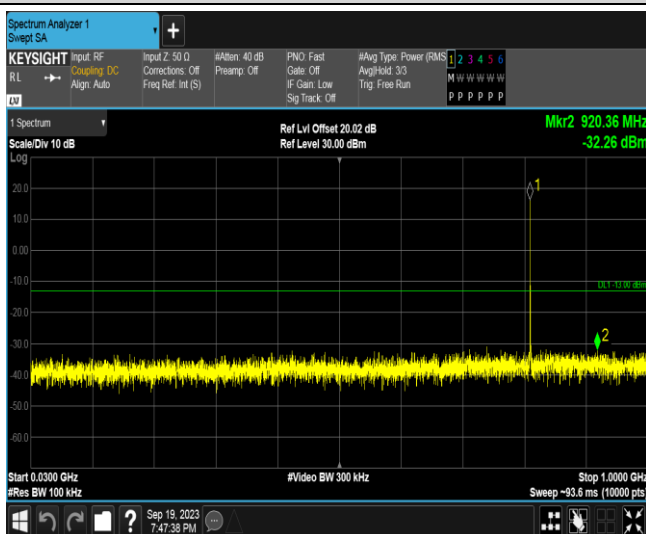 Spectrum Analyzer 1
Swept SA
+
KEYSIGHT
RL
LXI
Input: RF
Coupling: DC
Align: Auto
Input Z: 50 Ω
Corrections: Off
Freq Ref: Int (S)
#Atten: 40 dB
Preamp: Off
PNO: Fast
Gate: Off
IF Gain: Low
Sig Track: Off
#Avg Type: Power (RMS
Avg|Hold: 3/3
Trig: Free Run
1 2 3 4 5 6
M W W W W W
P P P P P P
1 Spectrum
Scale/Div 10 dB
Log
Ref Lvl Offset 20.02 dB
Ref Level 30.00 dBm
Mkr2 920.36 MHz
-32.26 dBm
20.0
10.0
0.00
-10.0
-20.0
-30.0
-40.0
-50.0
-60.0
1
DL1 -13.00 dBm
2
Start 0.0300 GHz
#Res BW 100 kHz
#Video BW 300 kHz
Stop 1.0000 GHz
Sweep ~93.6 ms (10000 pts)
?
Sep 19, 2023
7:47:38 PM